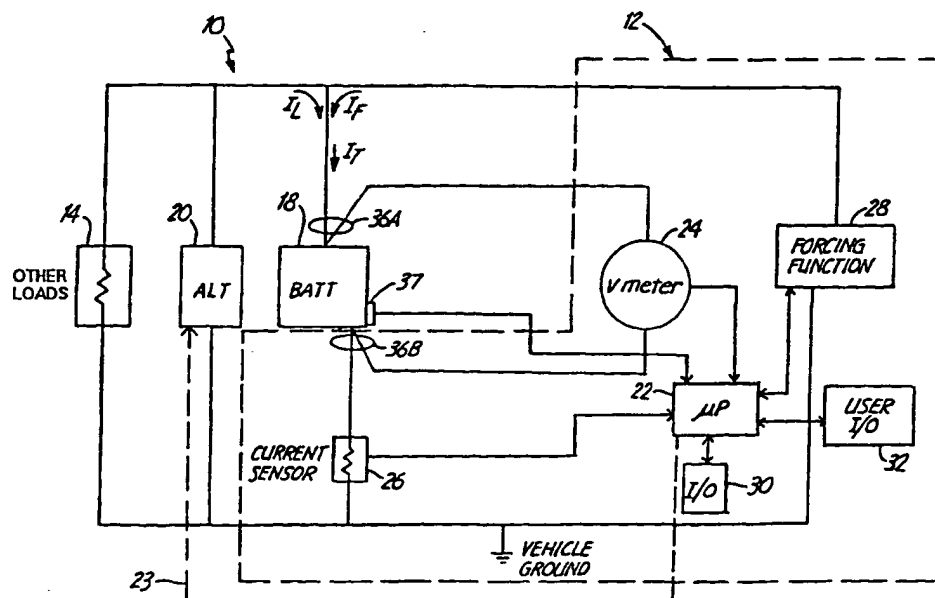 10
12
I_L
I_F
I_T
14
20
18
36A
24
28
OTHER
LOADS
ALT
BATT
37
V meter
FORCING
FUNCTION
36B
22
μP
USER
I/O
32
CURRENT
SENSOR
26
I/O
30
VEHICLE
GROUND
23